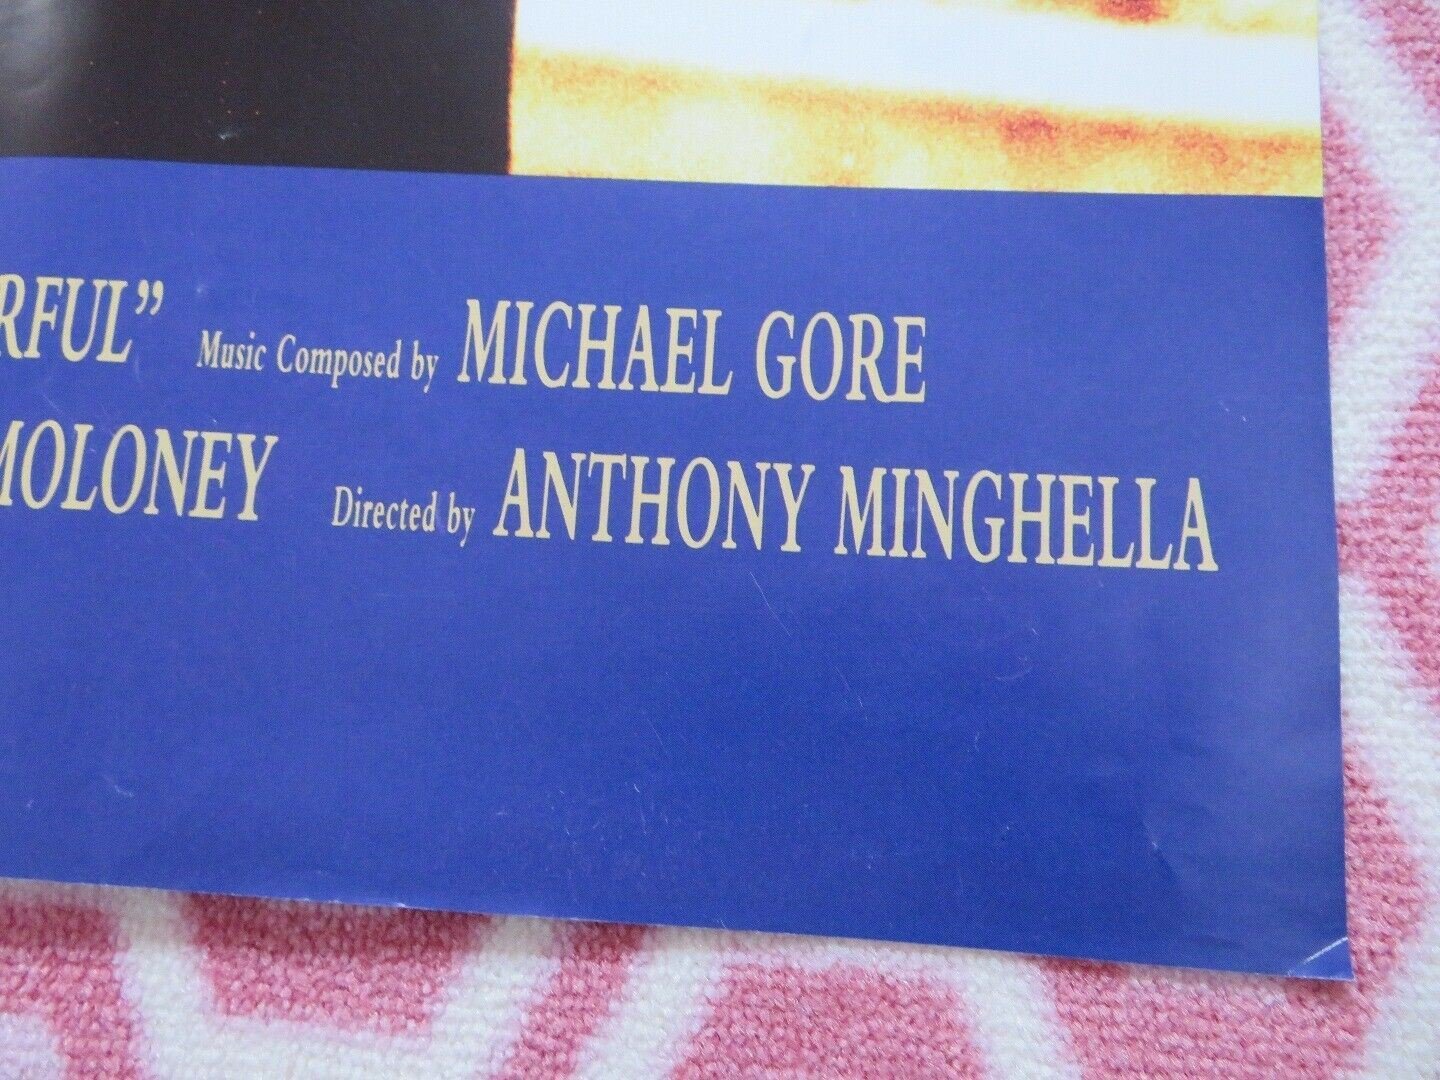 RFUL” Music Composed by MICHAEL GORE
MOLONEY Directed by ANTHONY MINGHELLA